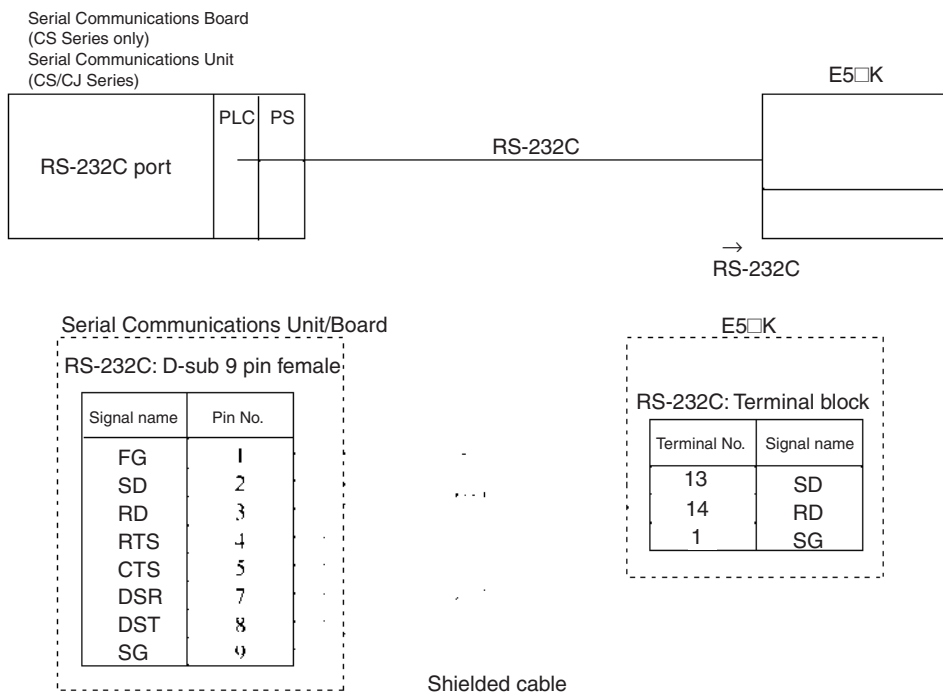 Serial Communications Board
(CS Series only)
Serial Communications Unit
(CS/CJ Series)
E5□K
PLC PS
RS-232C port
RS-232C
→
RS-232C
Serial Communications Unit/Board
E5□K
RS-232C: D-sub 9 pin female
RS-232C: Terminal block
Signal name Pin No.
Terminal No. Signal name
FG 1
SD 2
RD 3
RTS 4
CTS 5
DSR 7
DST 8
SG 9
13 SD
14 RD
1 SG
Shielded cable